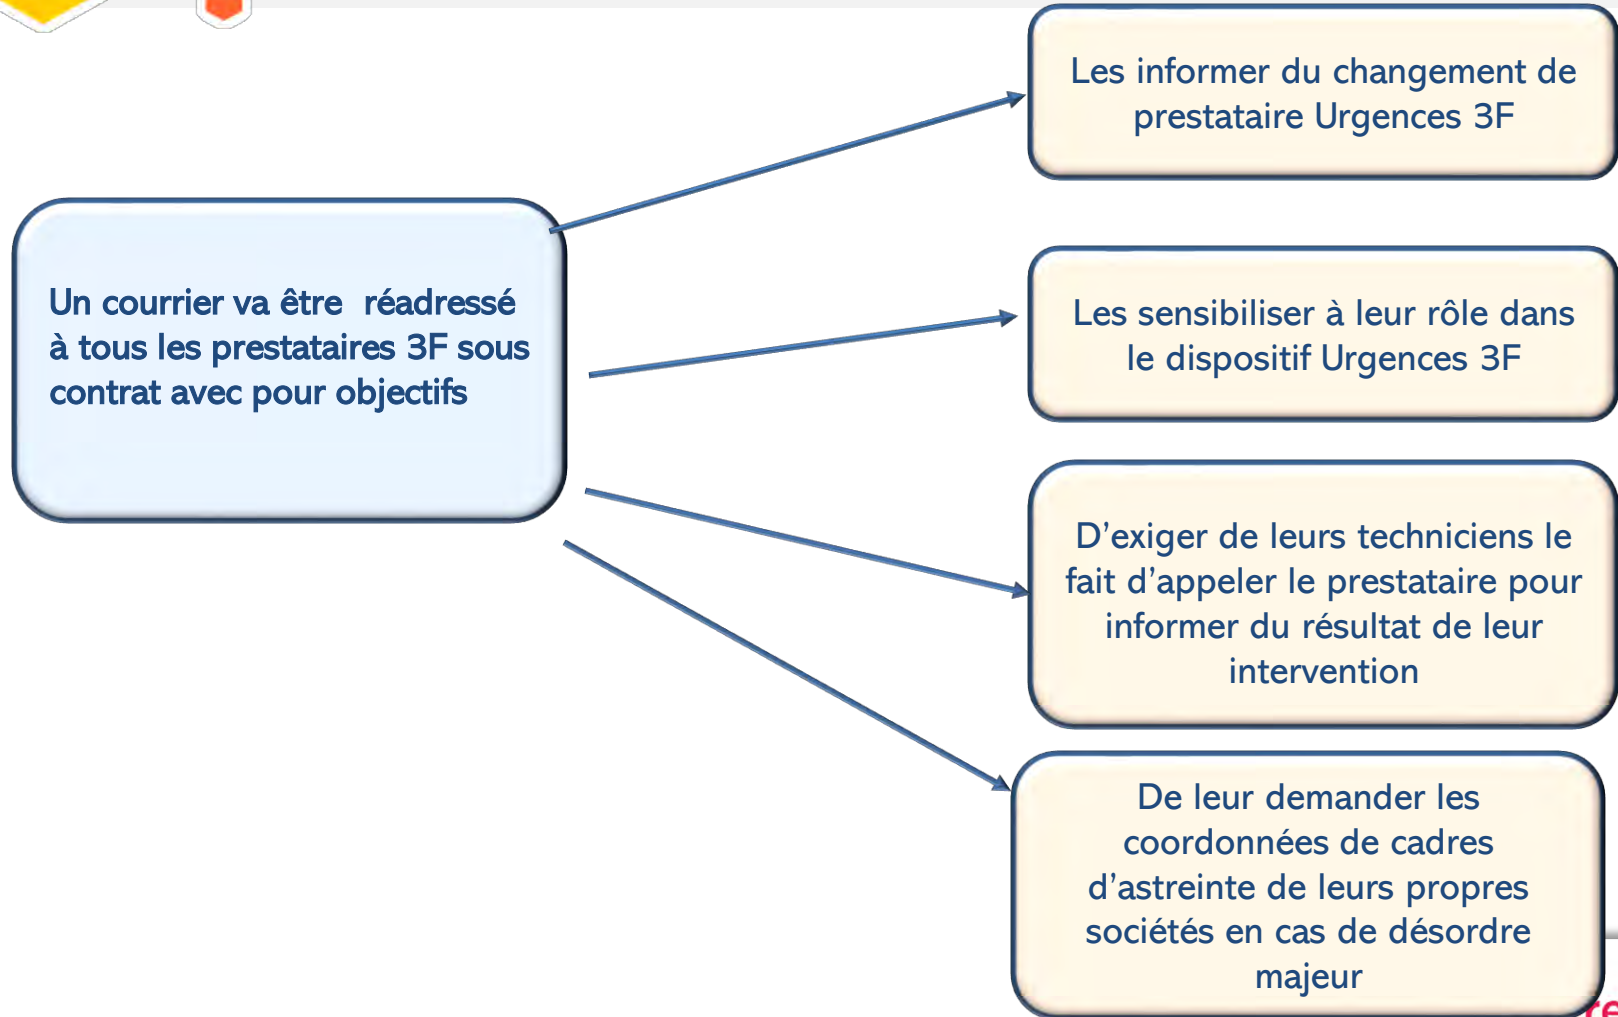 Un courrier va être réadressé
à tous les prestataires 3F sous
contrat avec pour objectifs
Les informer du changement de
prestataire Urgences 3F
Les sensibiliser à leur rôle dans
le dispositif Urgences 3F
D’exiger de leurs techniciens le
fait d’appeler le prestataire pour
informer du résultat de leur
intervention
De leur demander les
coordonnées de cadres
d’astreinte de leurs propres
sociétés en cas de désordre
majeur